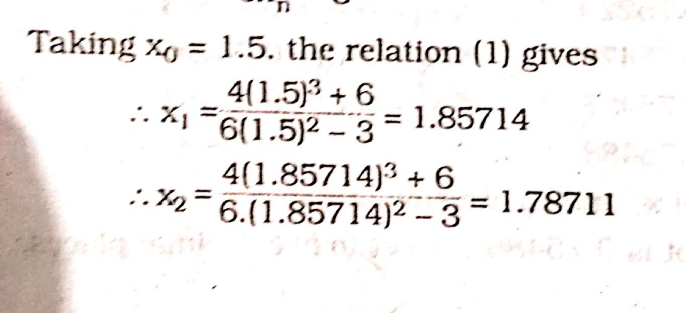 n
Taking x₀ = 1.5. the relation (1) gives
∴ x₁ = 4(1.5)³ + 6 / 6(1.5)² – 3 = 1.85714
∴ x₂ = 4(1.85714)³ + 6 / 6.(1.85714)² – 3 = 1.78711